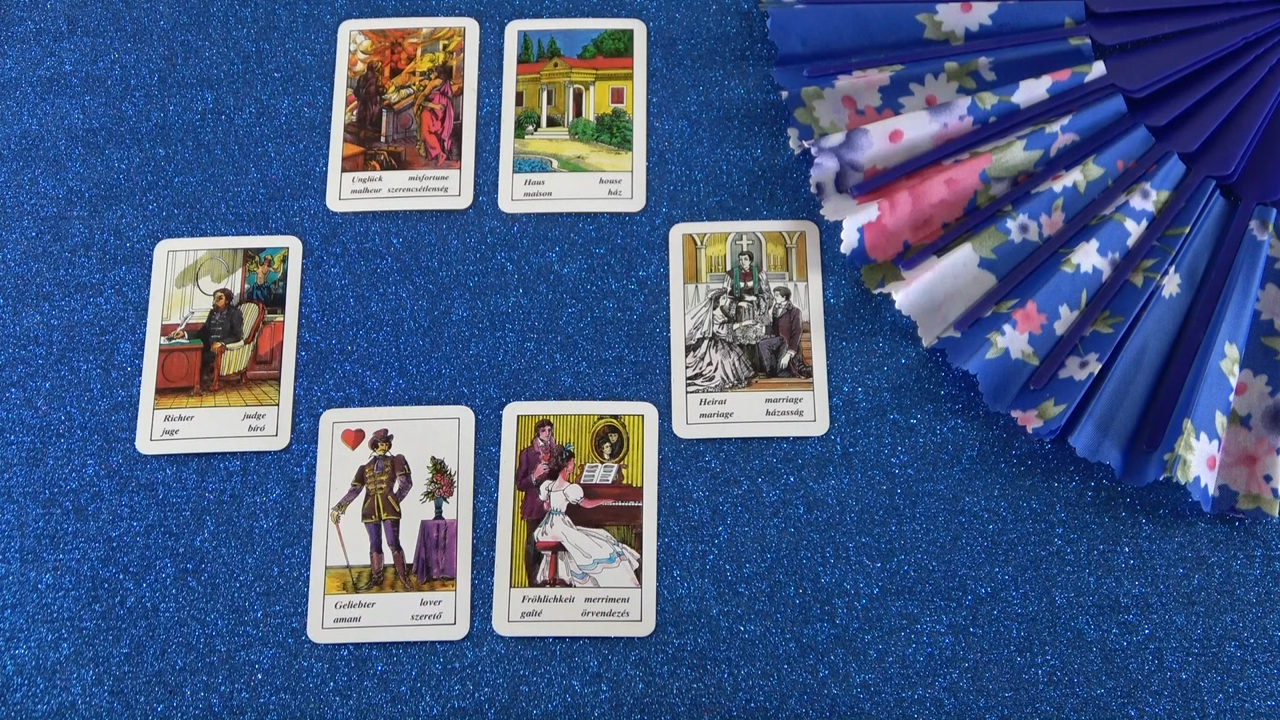 Unglück misfortune
malheur szerencsétlenség
Haus house
maison ház
Richter judge
juge bíró
Heirat marriage
mariage házasság
Geliebter lover
amant szerető
Fröhlichkeit merriment
gaîté örvendezés